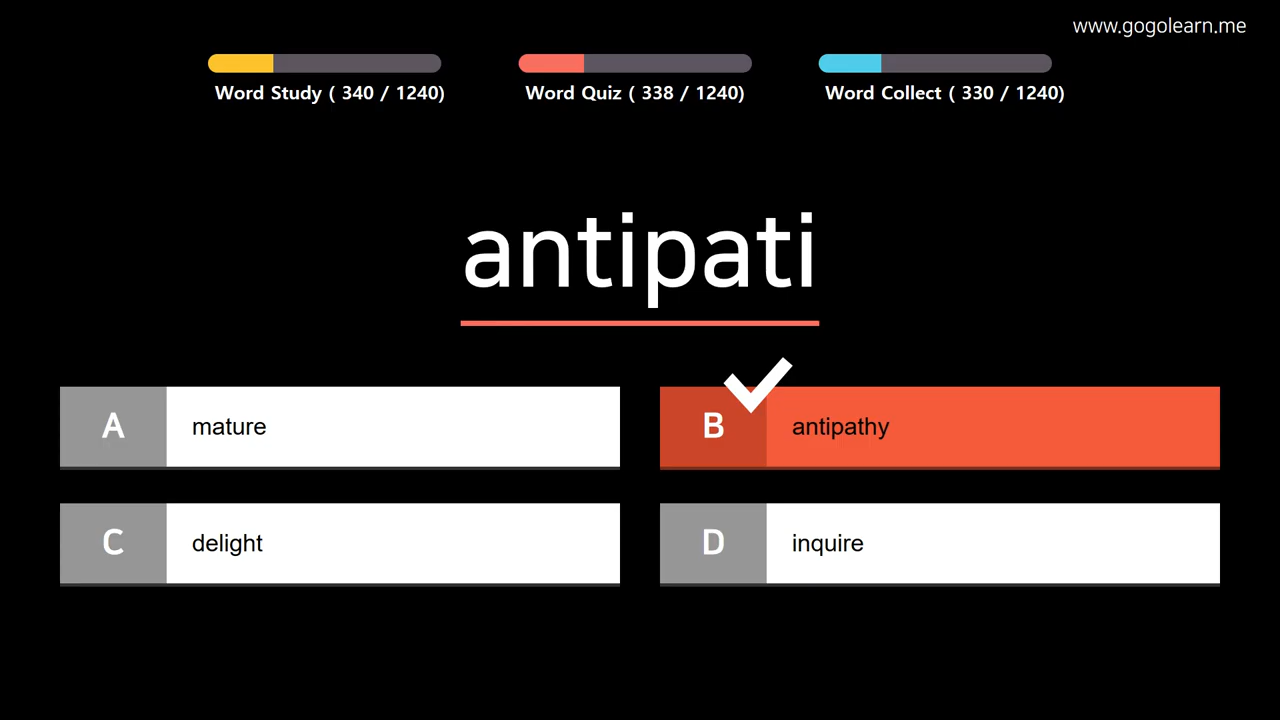 www.gogolearn.me
Word Study ( 340 / 1240)
Word Quiz ( 338 / 1240)
Word Collect ( 330 / 1240)
antipati
A mature
B antipathy
C delight
D inquire